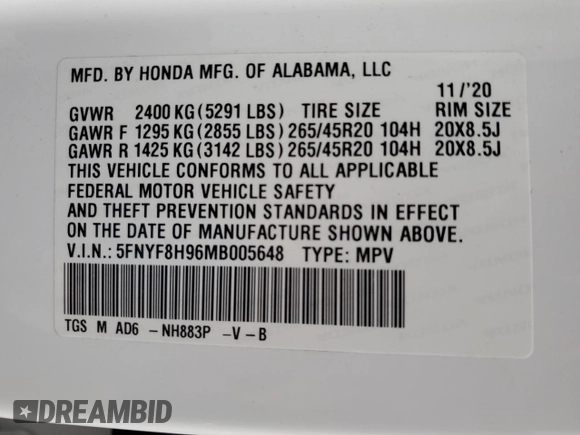 MFD. BY HONDA MFG. OF ALABAMA, LLC
11/'20
GVWR 2400 KG (5291 LBS) TIRE SIZE RIM SIZE
GAWR F 1295 KG (2855 LBS) 265/45R20 104H 20X8.5J
GAWR R 1425 KG (3142 LBS) 265/45R20 104H 20X8.5J
THIS VEHICLE CONFORMS TO ALL APPLICABLE
FEDERAL MOTOR VEHICLE SAFETY
AND THEFT PREVENTION STANDARDS IN EFFECT
ON THE DATE OF MANUFACTURE SHOWN ABOVE.
V.I.N.: 5FNYF8H96MB005648 TYPE: MPV
TGS M AD6 - NH883P -V-B
DREAMBID